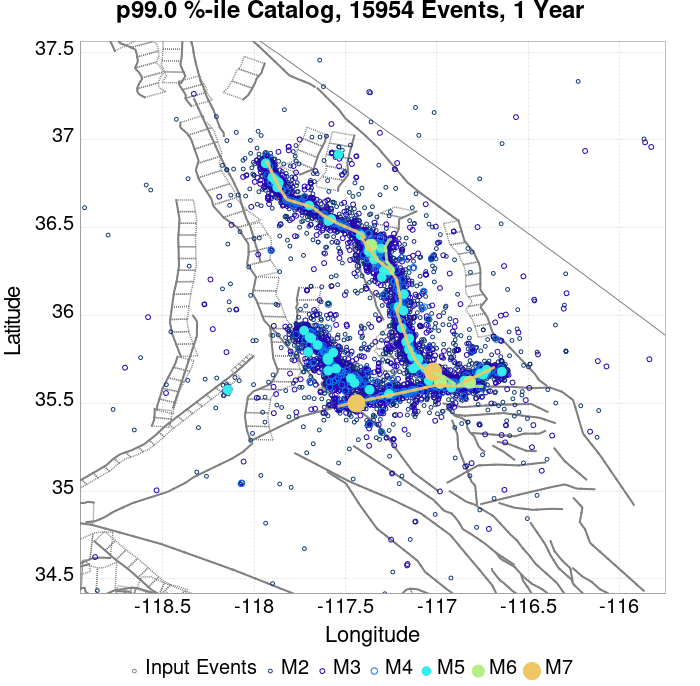 p99.0 %-ile Catalog, 15954 Events, 1 Year
37.5
37
36.5
36
35.5
35
34.5
Latitude
-118.5 -118 -117.5 -117 -116.5 -116
Longitude
Input Events M2 M3 M4 M5 M6 M7